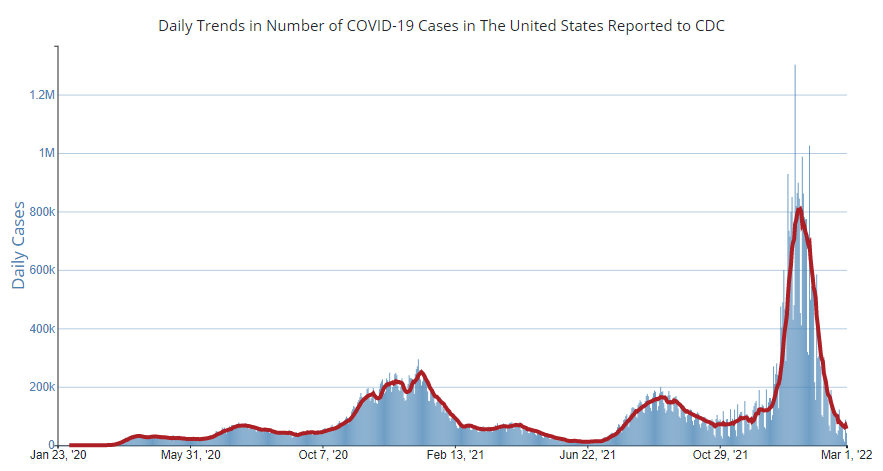 Daily Trends in Number of COVID-19 Cases in The United States Reported to CDC
Daily Cases
1.2M
1M
800k
600k
400k
200k
0
Jan 23, '20
May 31, '20
Oct 7, '20
Feb 13, '21
Jun 22, '21
Oct 29, '21
Mar 1, '22